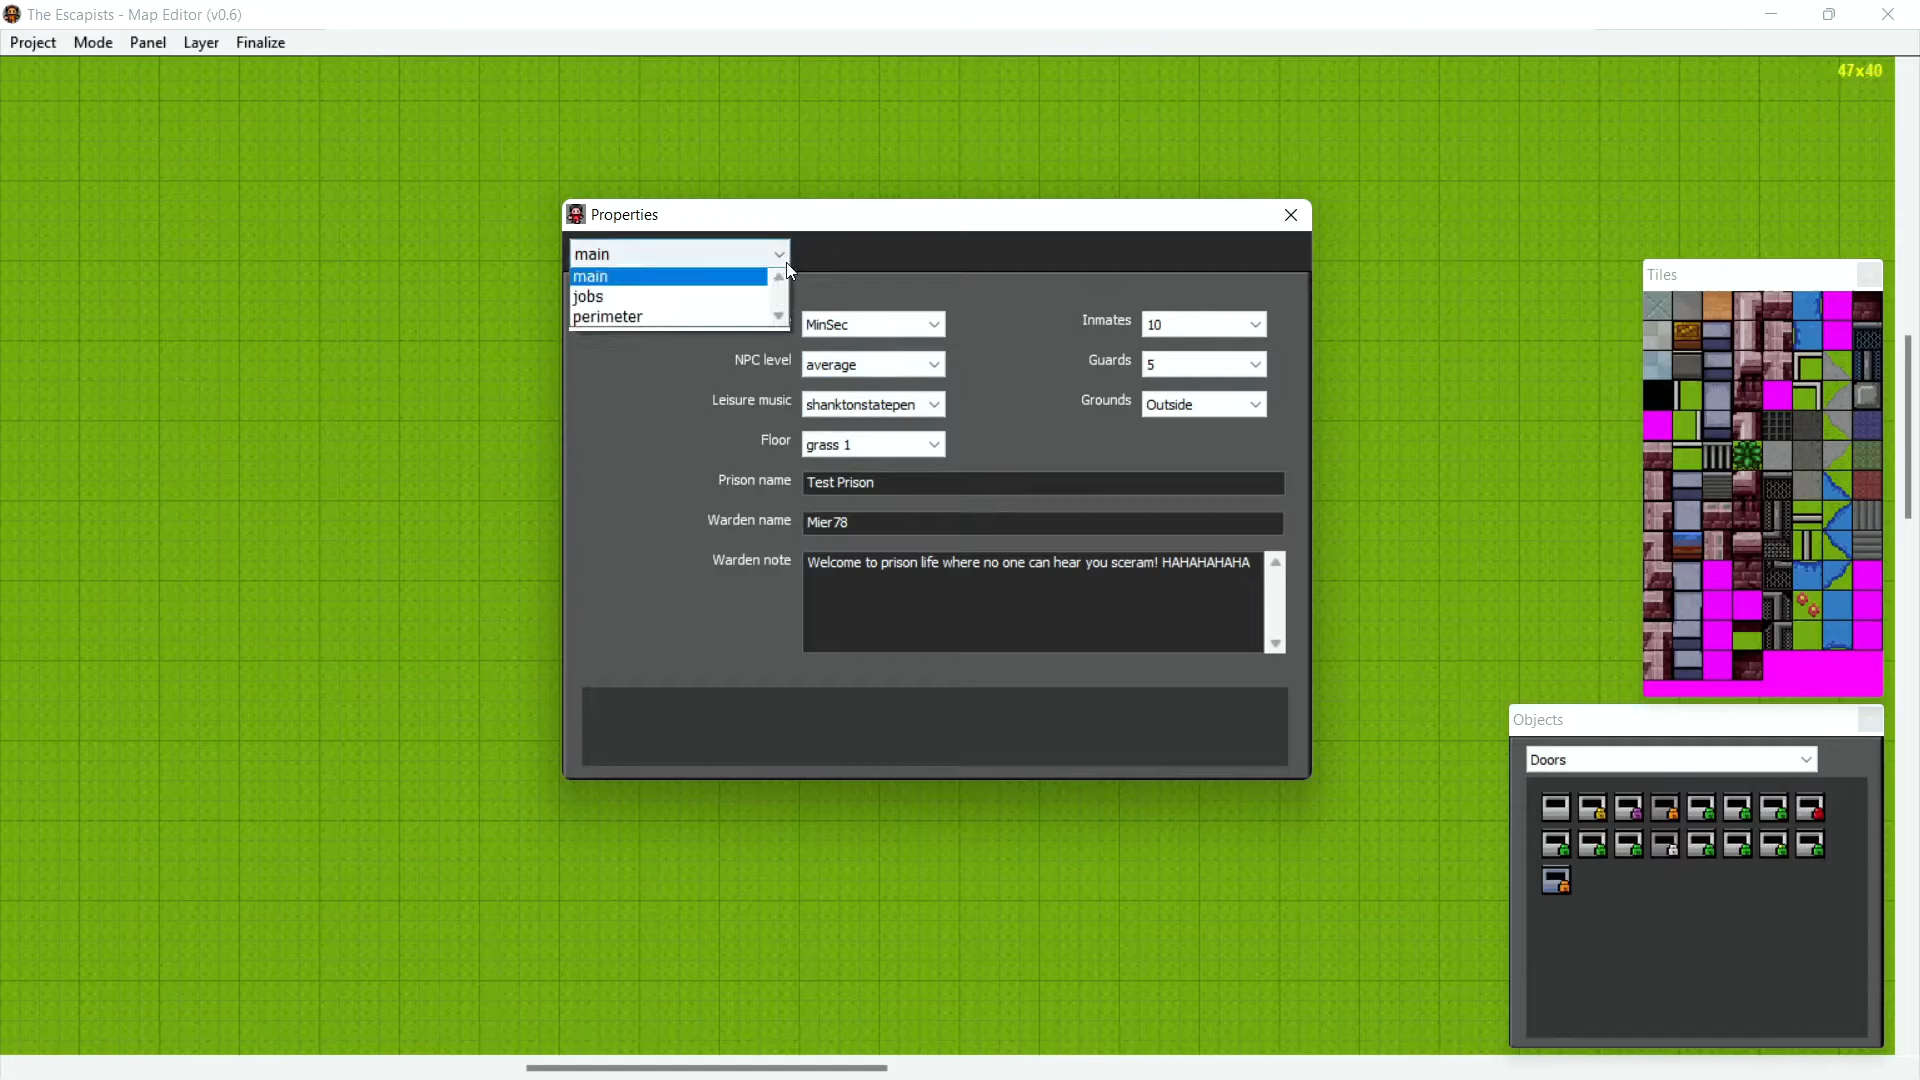 The Escapists - Map Editor (v0.6)
Project Mode Panel Layer Finalize
47x40
Properties
main
main
jobs
perimeter
MinSec
Inmates 10
NPC level average
Guards 5
Leisure music shanktonstatepen
Grounds Outside
Floor grass 1
Prison name Test Prison
Warden name Mier78
Warden note Welcome to prison life where no one can hear you sceram! HAHAHAHAHA
Tiles
Objects
Doors